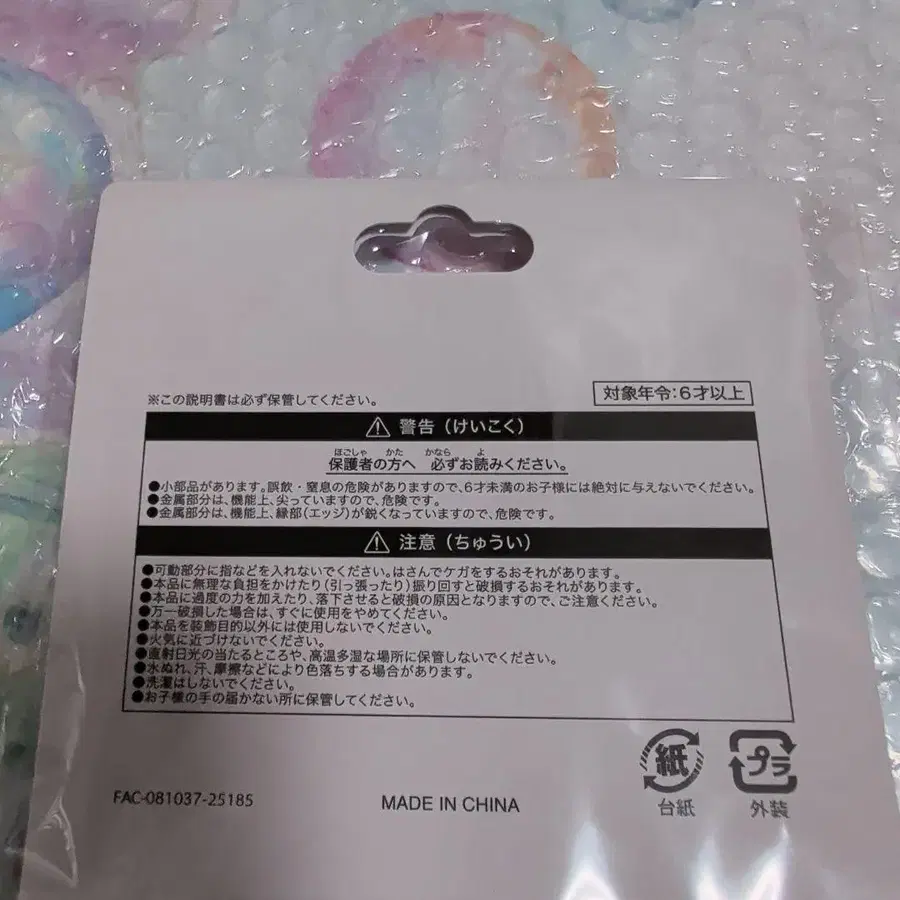 ※この説明書は必ず保管してください。
対象年令:6才以上
⚠ 警告（けいこく）
ほごしゃ かた かなら よ
保護者の方へ 必ずお読みください。
●小部品があります。誤飲・窒息の危険がありますので、6才未満のお子様には絶対に与えないでください。
●金属部分は、機能上、尖っていますので、危険です。
●金属部分は、機能上、縁部(エッジ)が鋭くなっていますので、危険です。
⚠ 注意（ちゅうい）
●可動部分に指などを入れないでください。はさんでケガをするおそれがあります。
●本品に無理な負担をかけたり(引っ張ったり)振り回すと破損するおそれがあります。
●本品に過度の力を加えたり、落下させると破損の原因となりますので、ご注意ください。
●万一破損した場合は、すぐに使用をやめてください。
●本品を装飾目的以外には使用しないでください。
●火気に近づけないでください。
●直射日光の当たるところや、高温多湿な場所に保管しないでください。
●水ぬれ、汗、摩擦などにより色落ちする場合があります。
●洗濯はしないでください。
●お子様の手の届かない所に保管してください。
紙
プラ
台紙
外装
FAC-081037-25185
MADE IN CHINA